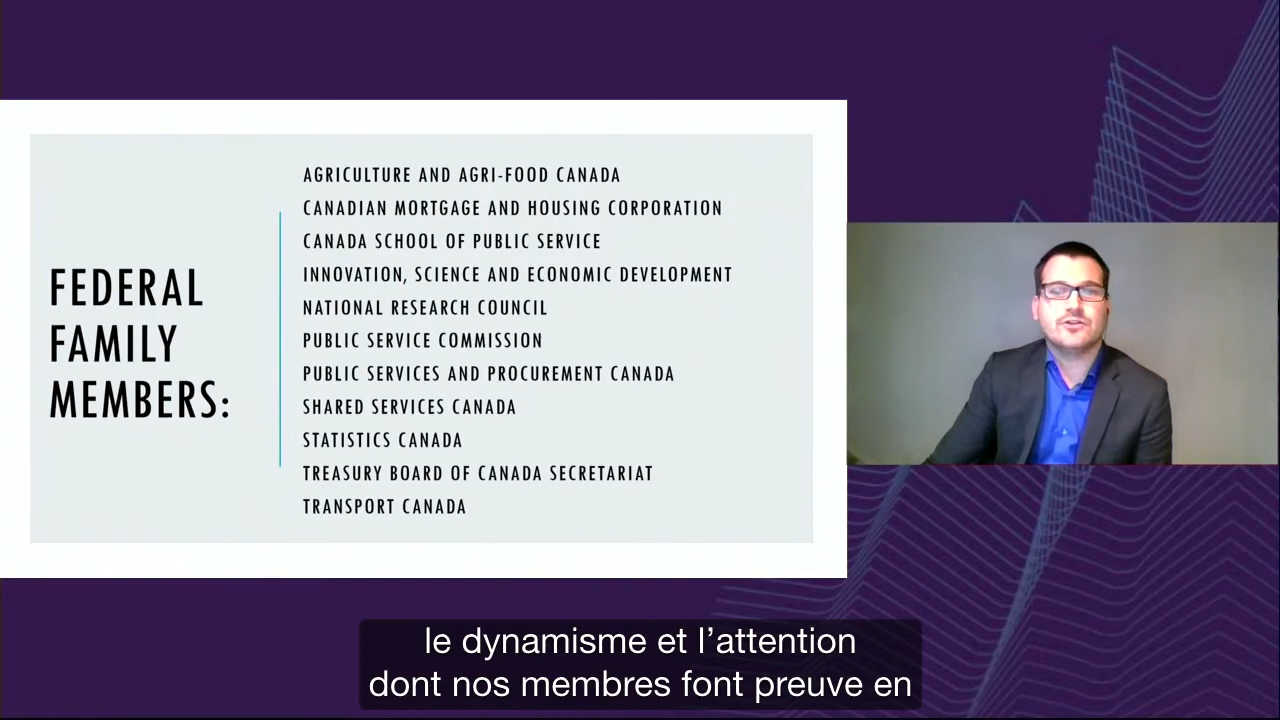 FEDERAL
FAMILY
MEMBERS:
AGRICULTURE AND AGRI-FOOD CANADA
CANADIAN MORTGAGE AND HOUSING CORPORATION
CANADA SCHOOL OF PUBLIC SERVICE
INNOVATION, SCIENCE AND ECONOMIC DEVELOPMENT
NATIONAL RESEARCH COUNCIL
PUBLIC SERVICE COMMISSION
PUBLIC SERVICES AND PROCUREMENT CANADA
SHARED SERVICES CANADA
STATISTICS CANADA
TREASURY BOARD OF CANADA SECRETARIAT
TRANSPORT CANADA
le dynamisme et l’attention
dont nos membres font preuve en